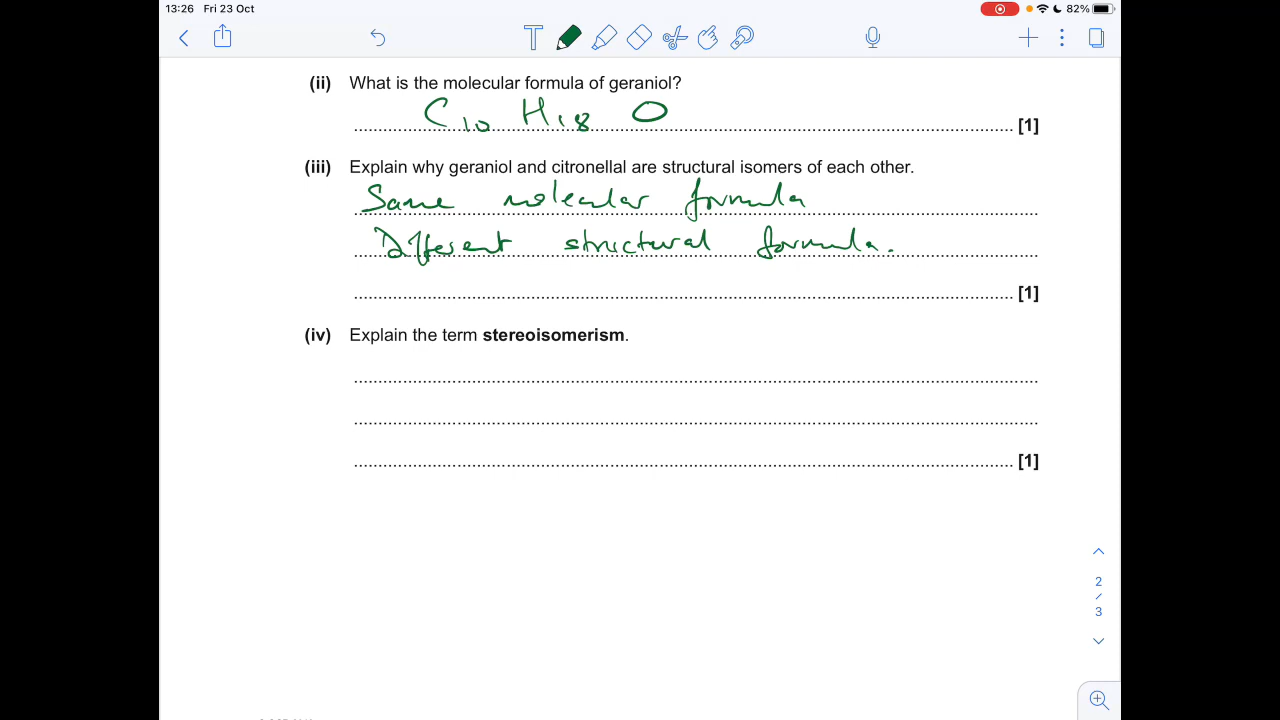 13:26 Fri 23 Oct
82%
(ii) What is the molecular formula of geraniol?
C10 H18 O
[1]
(iii) Explain why geraniol and citronellal are structural isomers of each other.
Same molecular formula
Different structural formula.
[1]
(iv) Explain the term stereoisomerism.
[1]
2
/
3